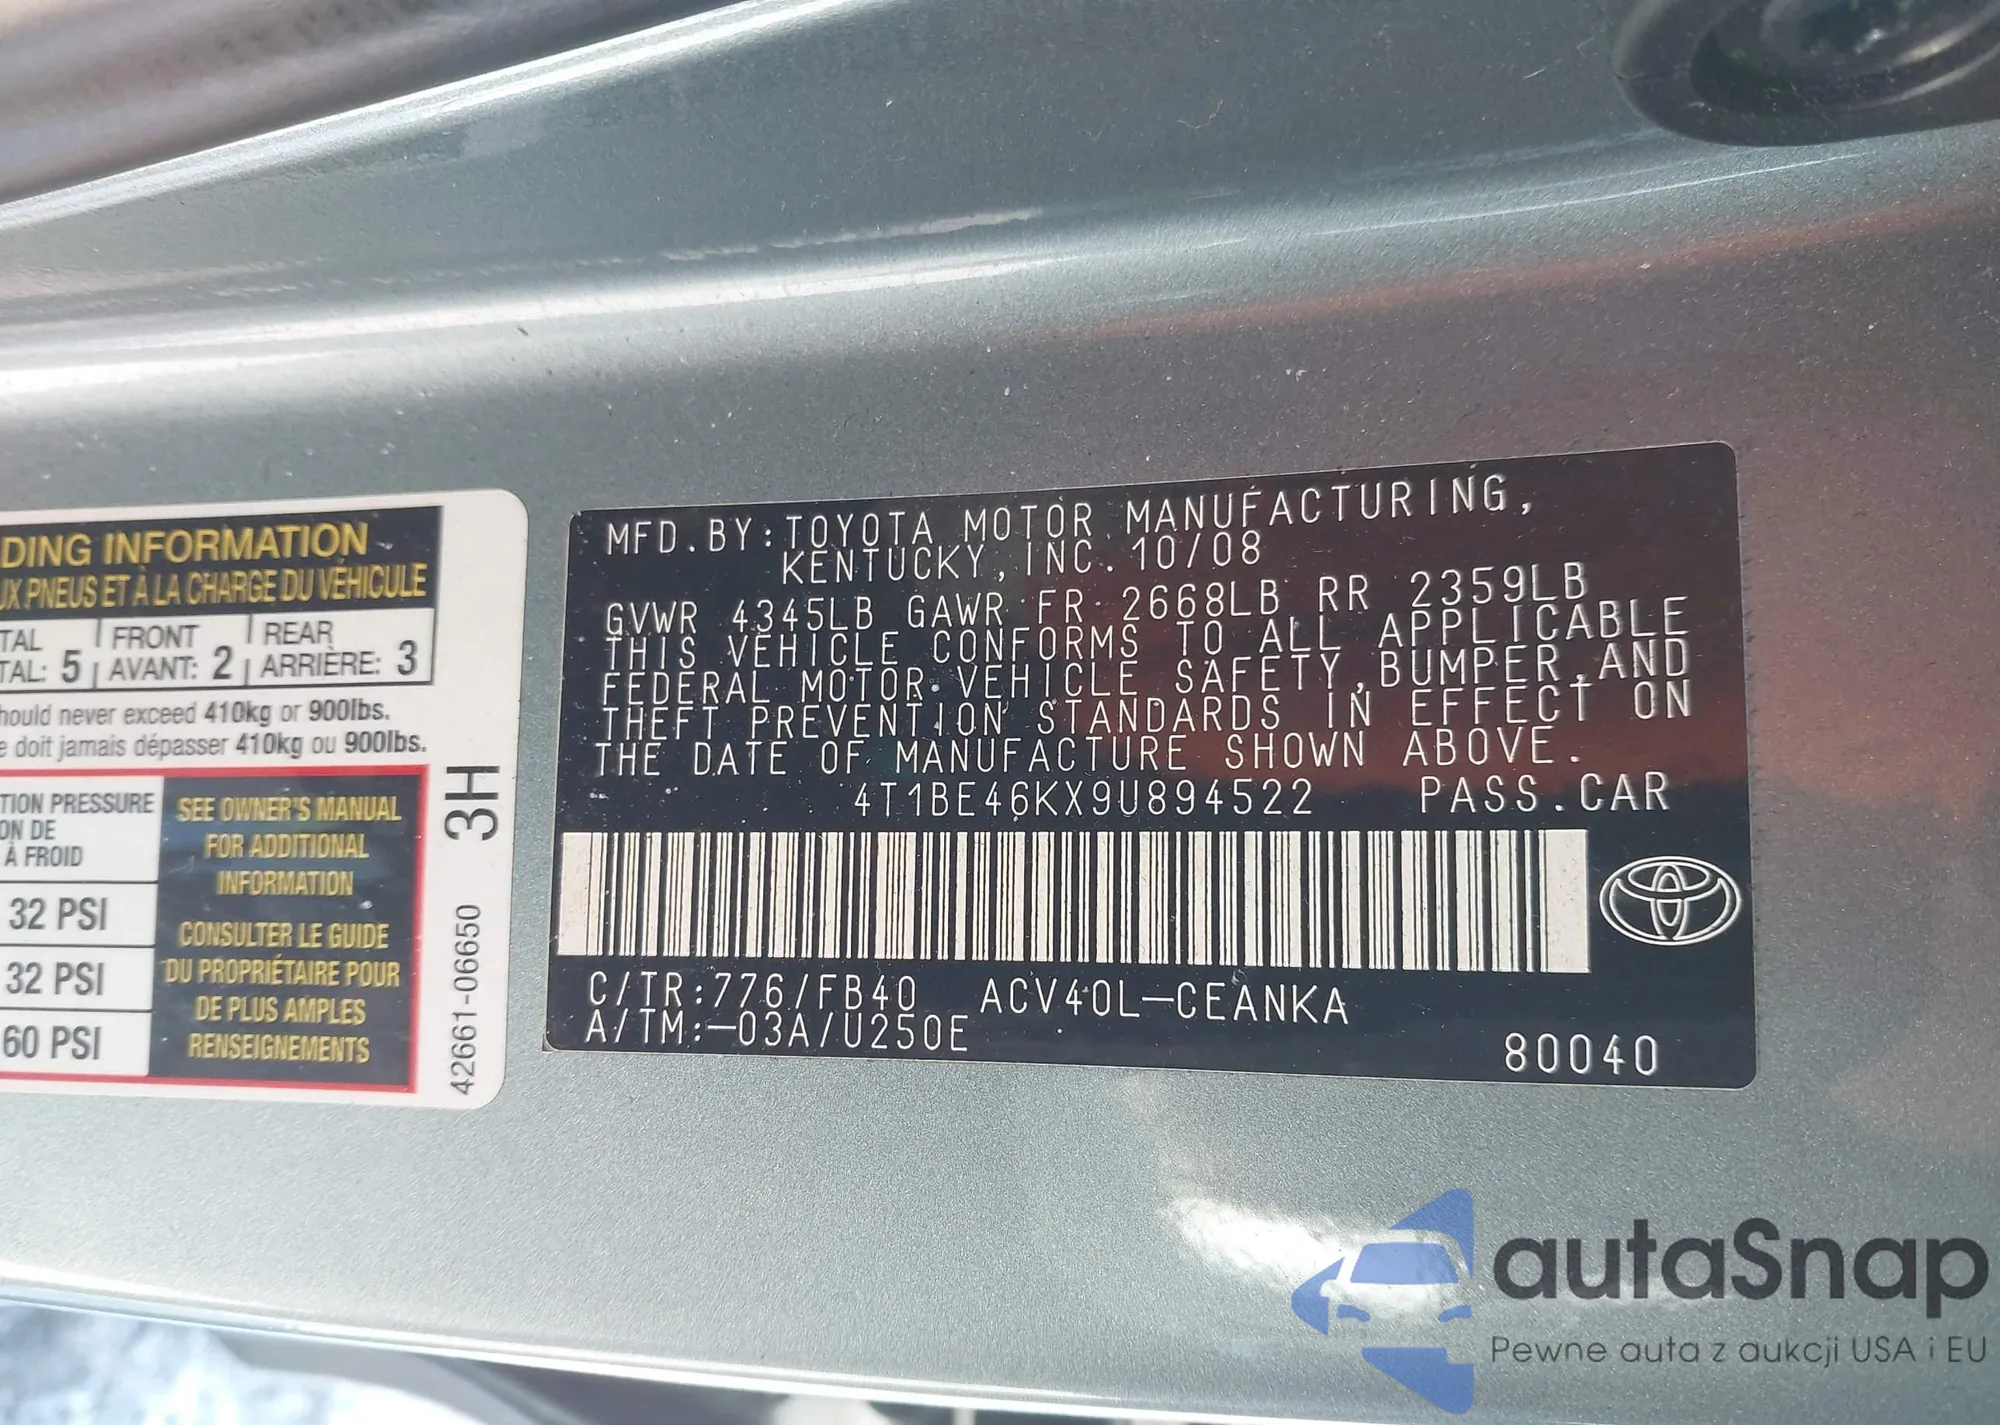 DING INFORMATION
UX PNEUS ET À LA CHARGE DU VÉHICULE
TAL FRONT REAR
TAL: 5 AVANT: 2 ARRIÈRE: 3
hould never exceed 410kg or 900lbs.
e doit jamais dépasser 410kg ou 900lbs.
TION PRESSURE
ON DE
À FROID
32 PSI
32 PSI
60 PSI
SEE OWNER'S MANUAL
FOR ADDITIONAL
INFORMATION
CONSULTER LE GUIDE
DU PROPRIÉTAIRE POUR
DE PLUS AMPLES
RENSEIGNEMENTS
3H
42661-06650
MFD.BY:TOYOTA MOTOR MANUFACTURING,
KENTUCKY,INC.10/08
GVWR 4345LB GAWR FR 2668LB RR 2359LB
THIS VEHICLE CONFORMS TO ALL APPLICABLE
FEDERAL MOTOR VEHICLE SAFETY,BUMPER,AND
THEFT PREVENTION STANDARDS IN EFFECT ON
THE DATE OF MANUFACTURE SHOWN ABOVE.
4T1BE46KX9U894522 PASS.CAR
C/TR:776/FB40 ACV40L-CEANKA
A/TM:-03A/U250E
80040
autaSnap
Pewne auta z aukcji USA i EU